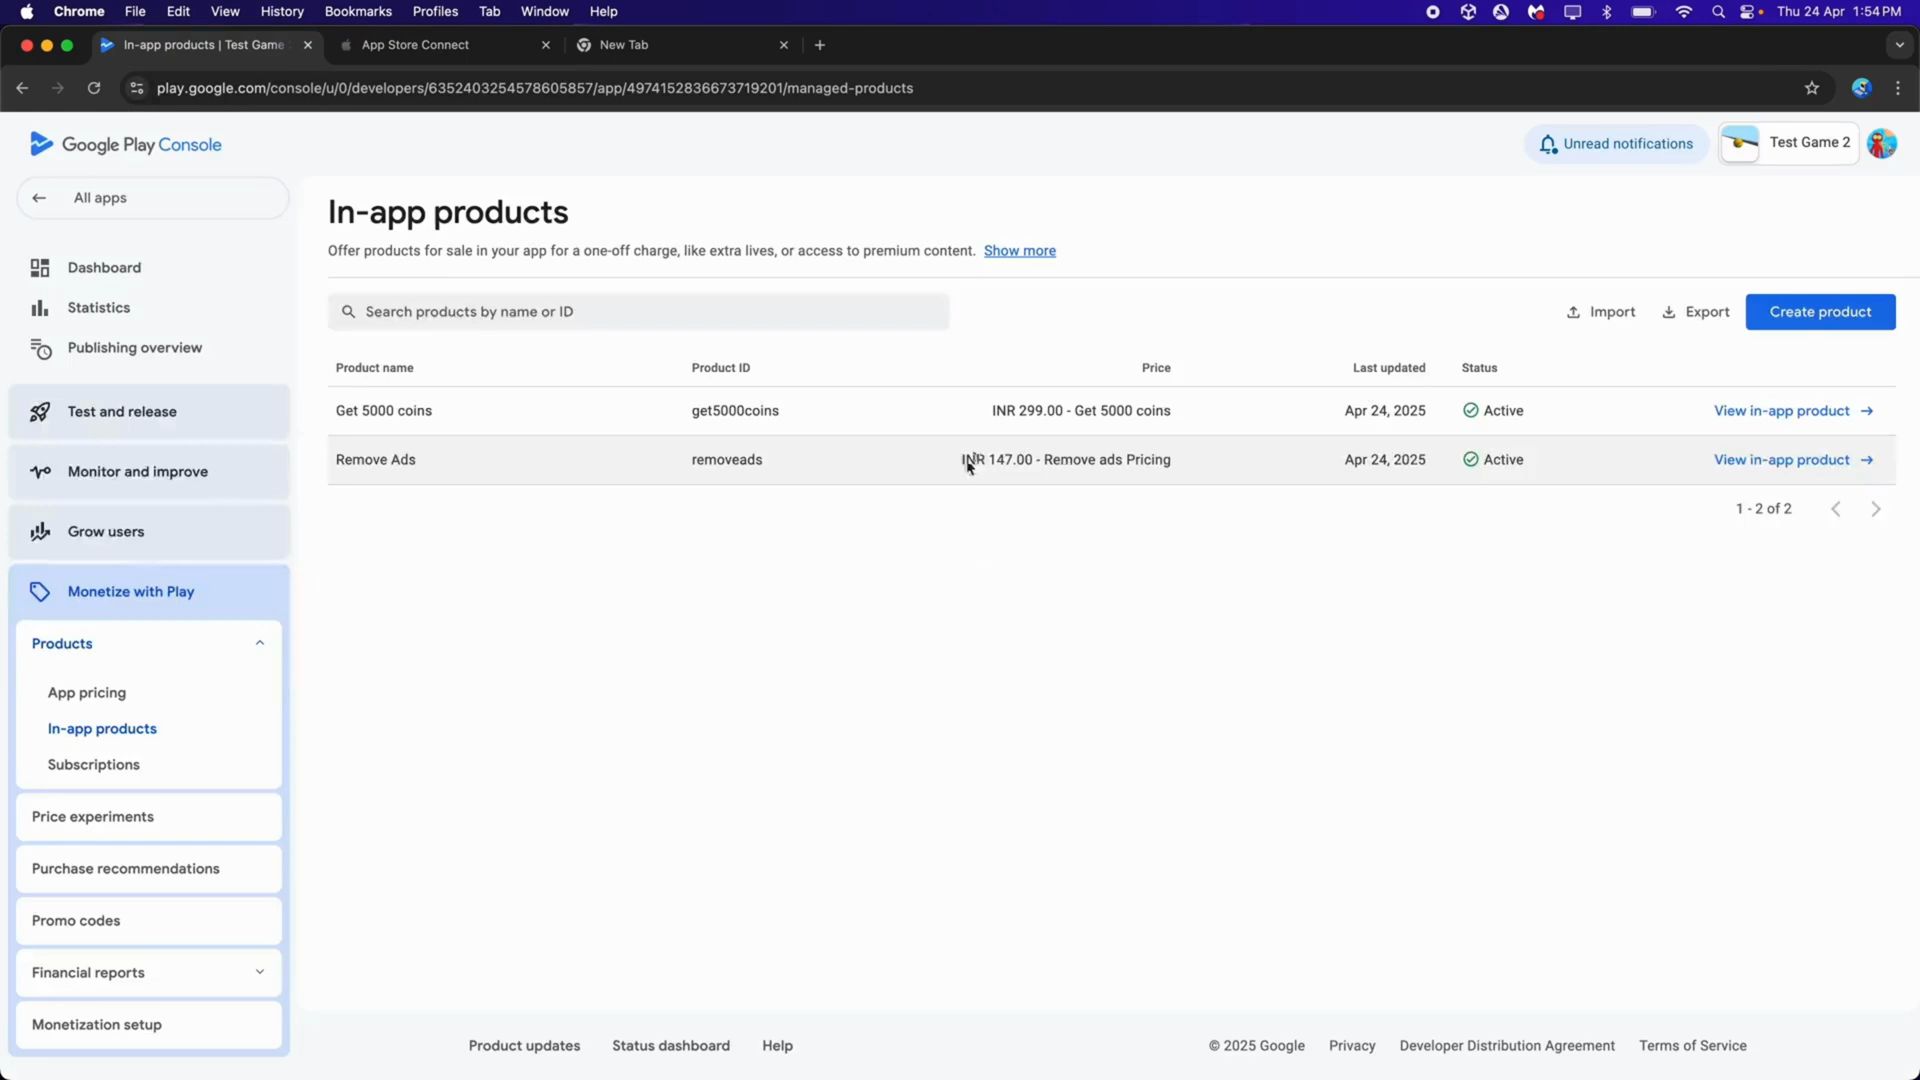 Chrome File Edit View History Bookmarks Profiles Tab Window Help Thu 24 Apr 1:54 PM
In-app products | Test Game App Store Connect New Tab
play.google.com/console/u/0/developers/6352403254578605857/app/4974152836673719201/managed-products
Google Play Console Unread notifications Test Game 2
All apps
In-app products
Offer products for sale in your app for a one-off charge, like extra lives, or access to premium content. Show more
Dashboard
Statistics
Publishing overview
Search products by name or ID Import Export Create product
Product name Product ID Price Last updated Status
Get 5000 coins get5000coins INR 299.00 - Get 5000 coins Apr 24, 2025 Active View in-app product
Remove Ads removeads INR 147.00 - Remove ads Pricing Apr 24, 2025 Active View in-app product
1 - 2 of 2
Test and release
Monitor and improve
Grow users
Monetize with Play
Products
App pricing
In-app products
Subscriptions
Price experiments
Purchase recommendations
Promo codes
Financial reports
Monetization setup
Product updates Status dashboard Help © 2025 Google Privacy Developer Distribution Agreement Terms of Service